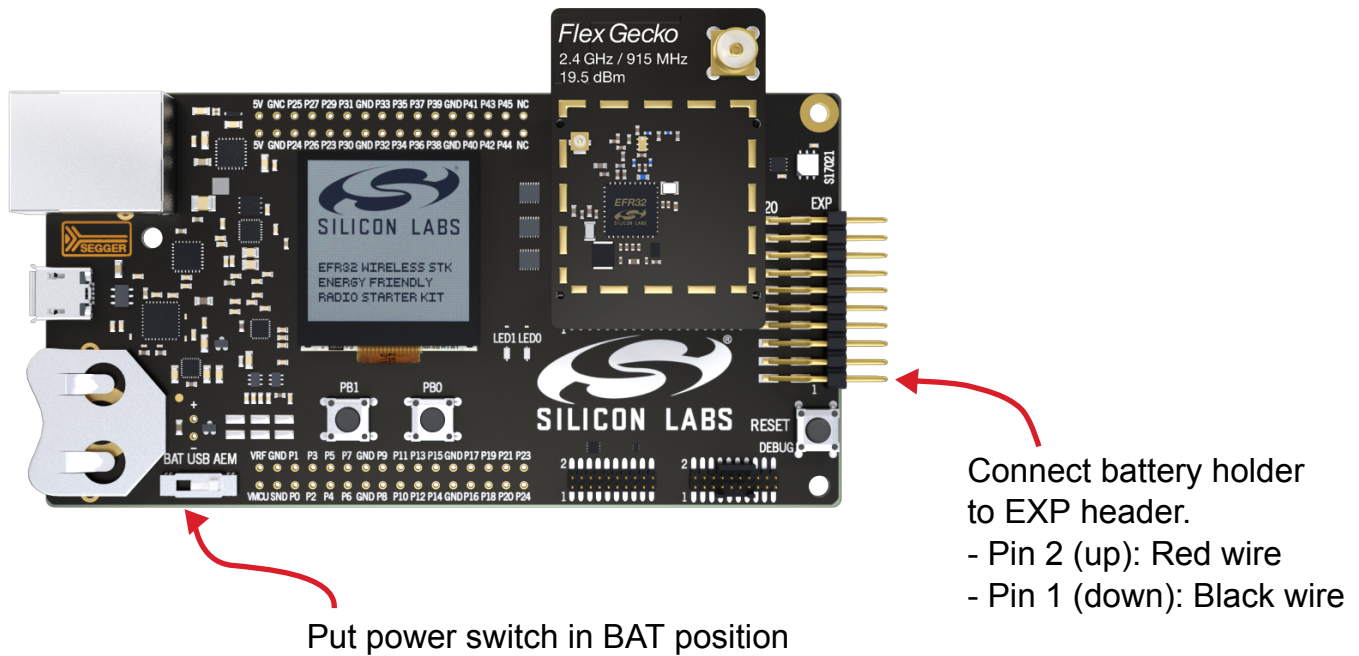 Flex Gecko
2.4 GHz / 915 MHz
19.5 dBm
5V GNC P25 P27 P29 P31 GND P33 P35 P37 P39 GND P41 P43 P45 NC
5V GND P24 P26 P23 P30 GND P32 P34 P36 P38 GND P40 P42 P44 NC
S17021
SILICON LABS
EFR32
SILICON LABS
20
EXP
SEGGER
EFR32 WIRELESS STK
ENERGY FRIENDLY
RADIO STARTER KIT
1
LED1 LED0
PB1
PB0
SILICON LABS
1
RESET
DEBUG
+
-
BAT USB AEM
VRF GND P1 P3 P5 P7 GND P9 P11 P13 P15 GND P17 P19 P21 P23
VMCU SND P0 P2 P4 P6 GND P8 P10 P12 P14 GND P16 P18 P20 P24
2
1
2
1
Connect battery holder
to EXP header.
- Pin 2 (up): Red wire
- Pin 1 (down): Black wire
Put power switch in BAT position